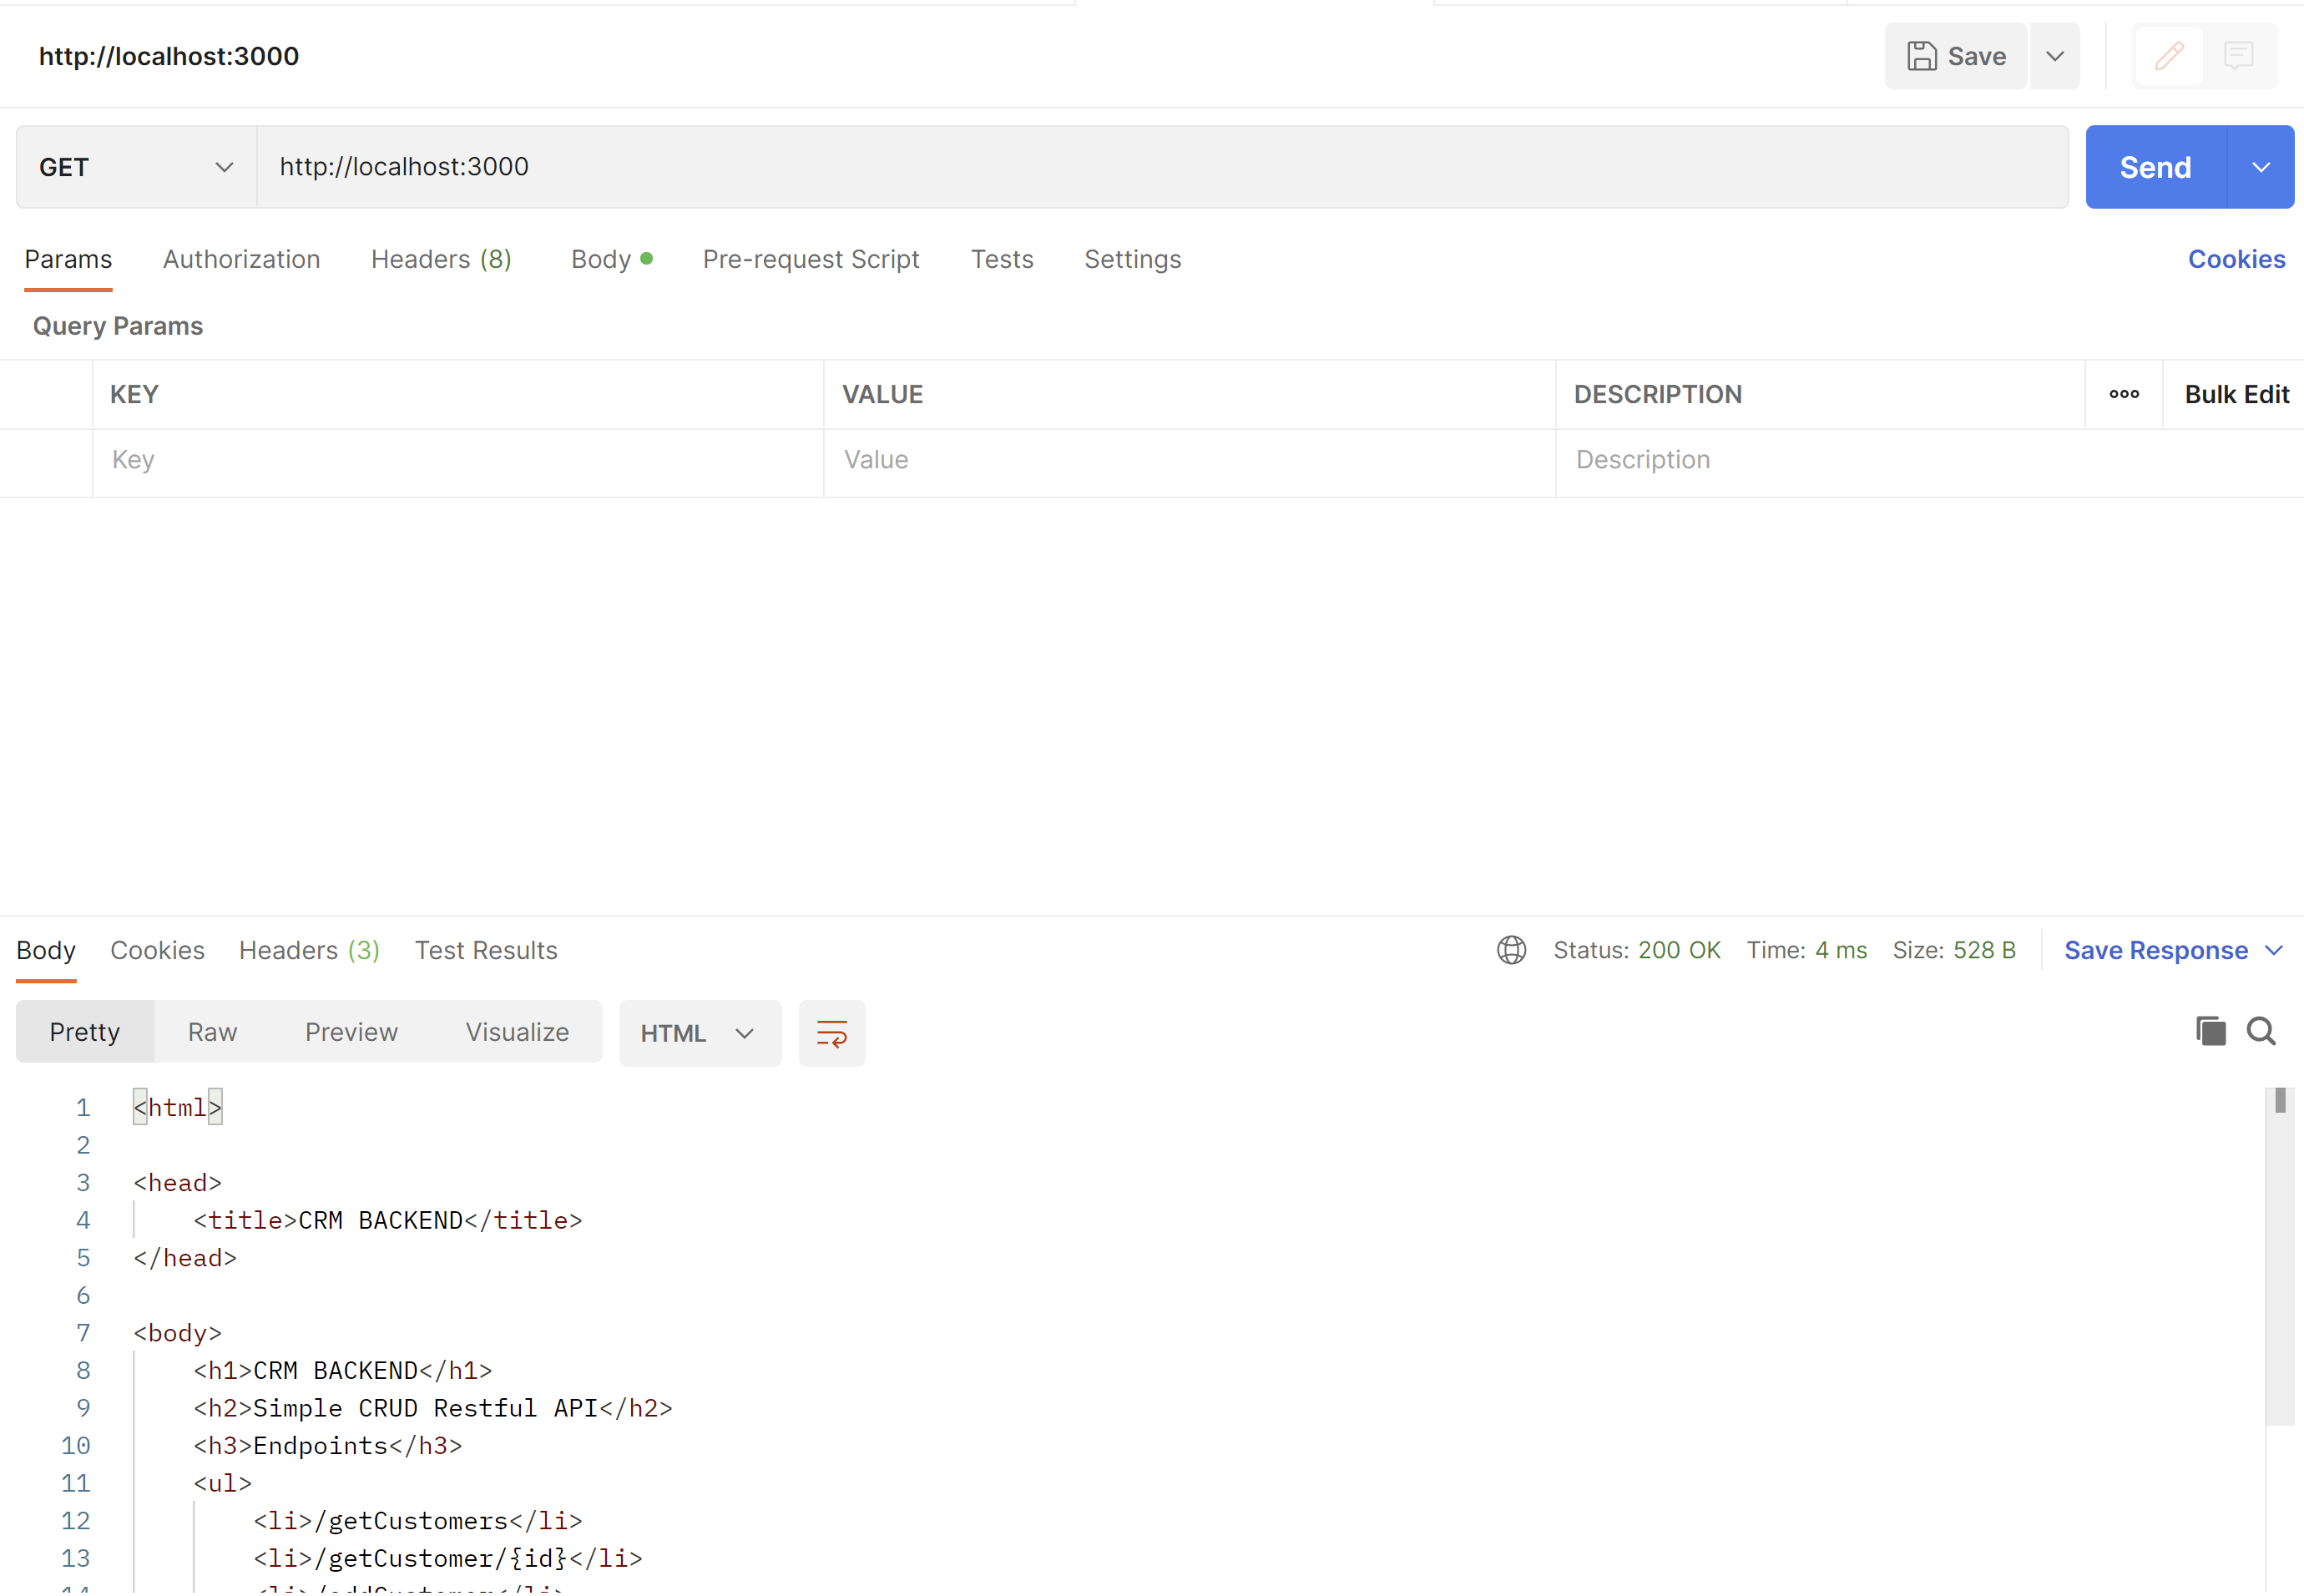 http://localhost:3000
Save
GET http://localhost:3000 Send
Params Authorization Headers (8) Body Pre-request Script Tests Settings Cookies
Query Params
KEY VALUE DESCRIPTION ooo Bulk Edit
Key Value Description
Body Cookies Headers (3) Test Results Status: 200 OK Time: 4 ms Size: 528 B Save Response
Pretty Raw Preview Visualize HTML
1 <html>
2
3 <head>
4 <title>CRM BACKEND</title>
5 </head>
6
7 <body>
8 <h1>CRM BACKEND</h1>
9 <h2>Simple CRUD Restful API</h2>
10 <h3>Endpoints</h3>
11 <ul>
12 <li>/getCustomers</li>
13 <li>/getCustomer/{id}</li>
14 <li>/addCustomer</li>